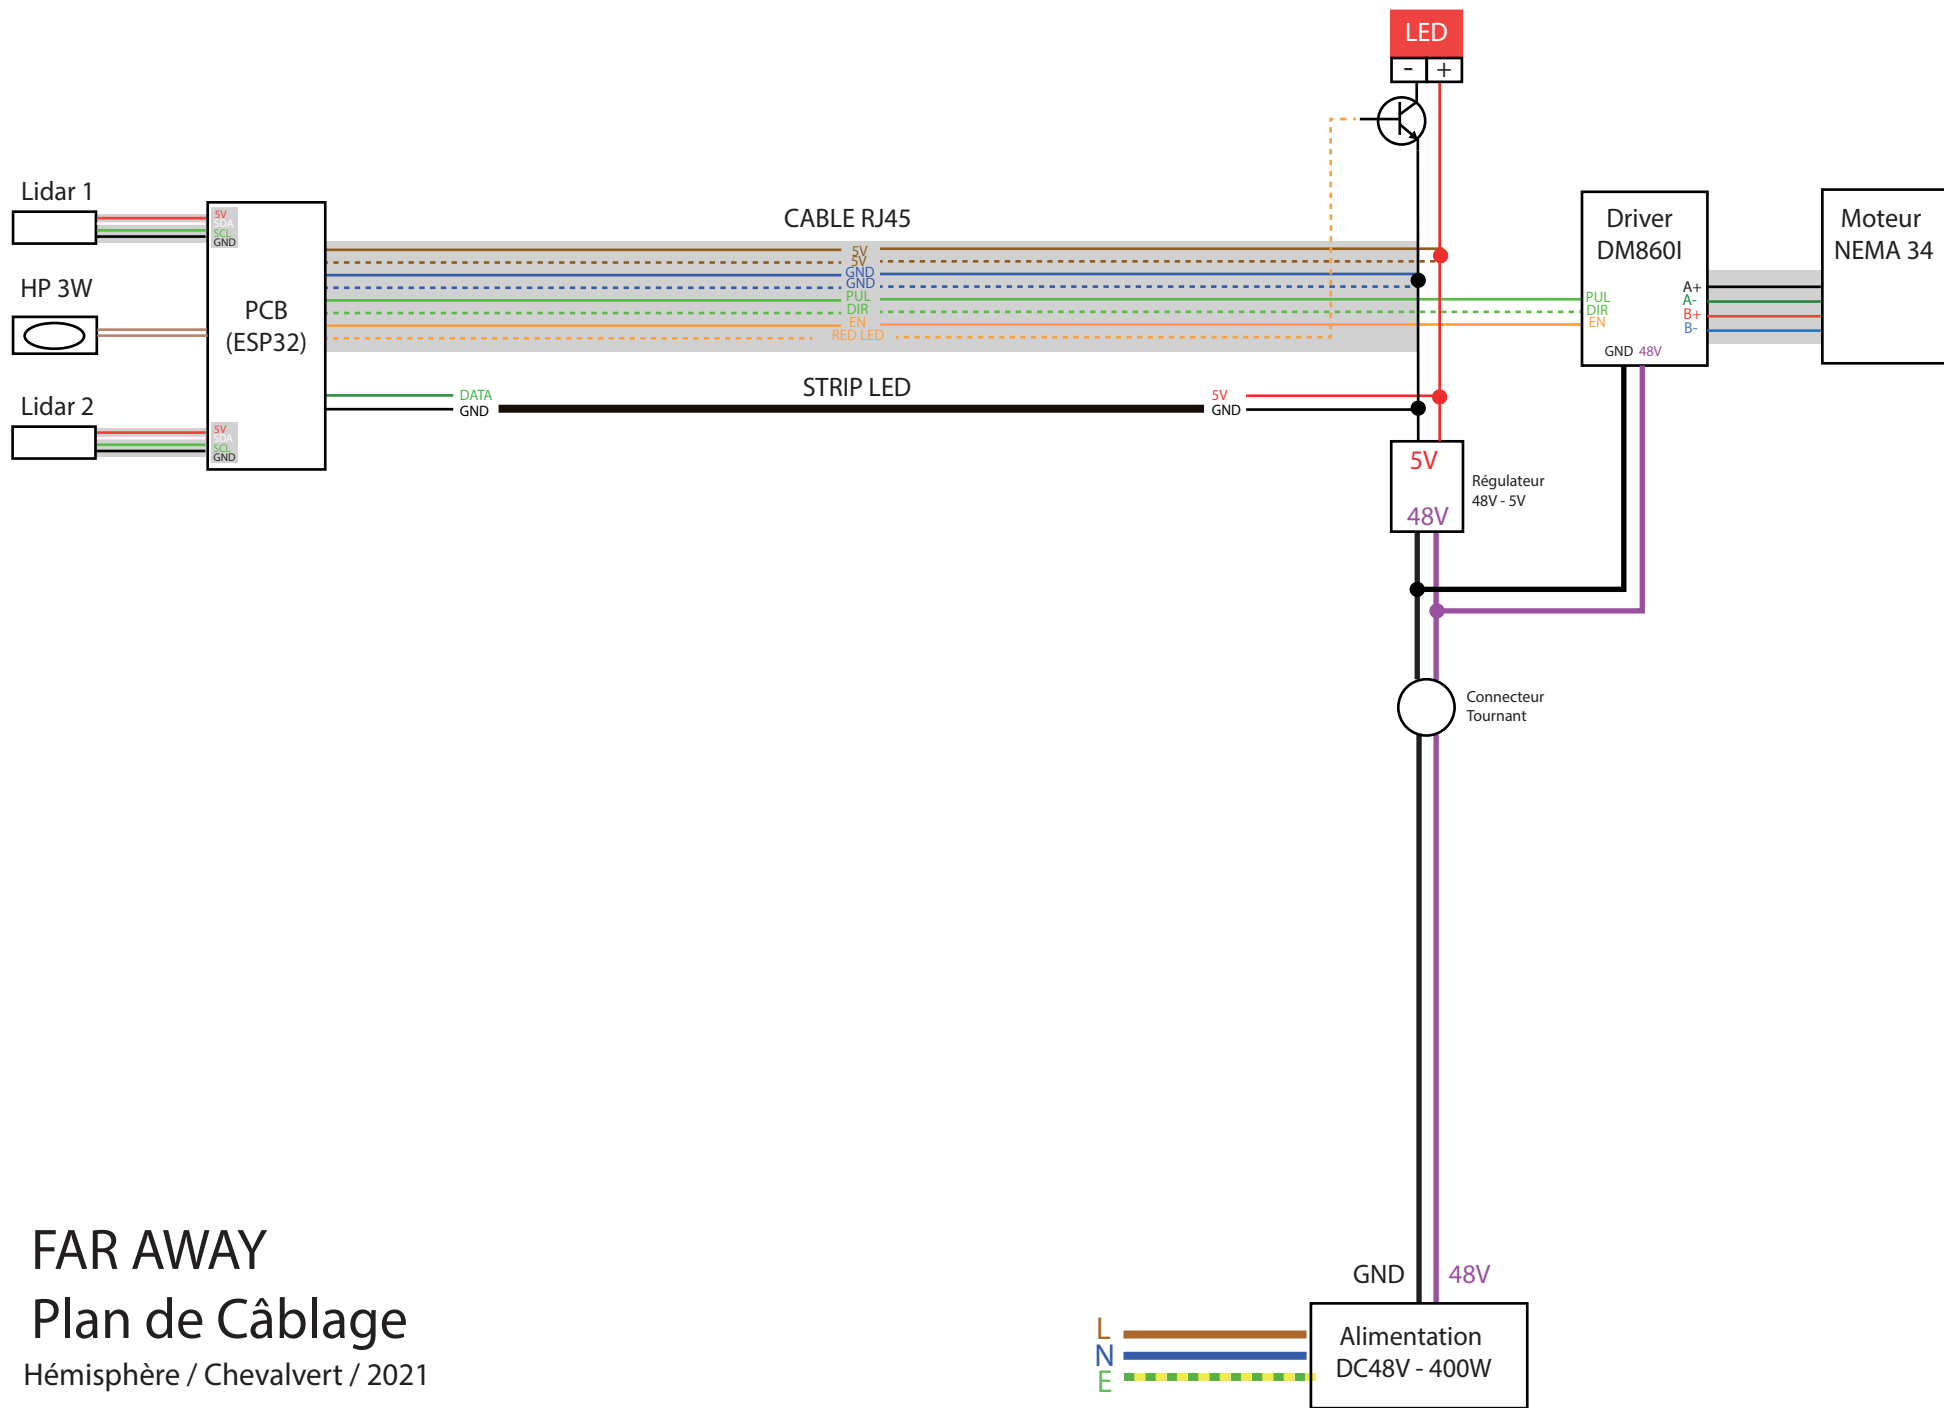 LED
-
+
Lidar 1
5V
SDA
SCL
GND
HP 3W
PCB
(ESP32)
Lidar 2
5V
SDA
SCL
GND
CABLE RJ45
5V
5V
GND
GND
PUL
DIR
EN
RED LED
STRIP LED
DATA
GND
5V
GND
Driver
DM860I
PUL
DIR
EN
A+
A-
B+
B-
GND 48V
Moteur
NEMA 34
5V
48V
Régulateur
48V - 5V
Connecteur
Tournant
GND
48V
L
N
E
Alimentation
DC48V - 400W
FAR AWAY
Plan de Câblage
Hémisphère / Chevalvert / 2021